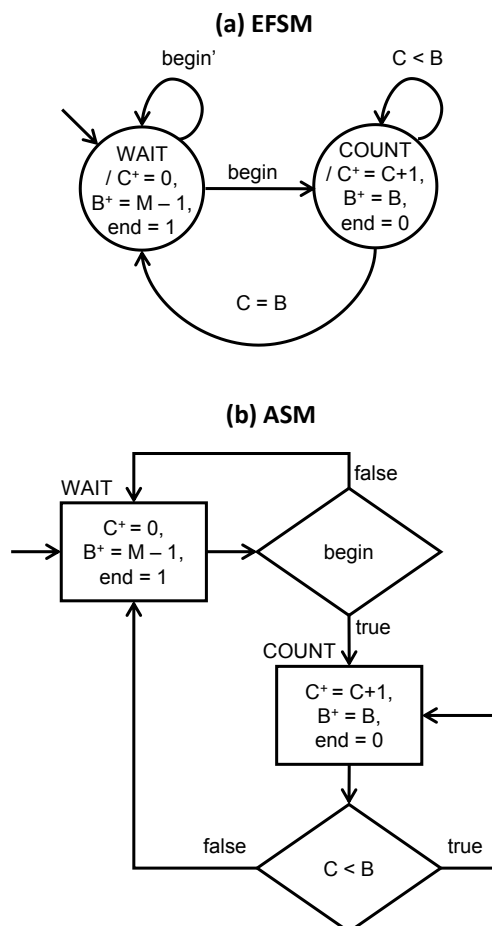 (a) EFSM
begin’
C < B
WAIT
/ C⁺ = 0,
B⁺ = M – 1,
end = 1
begin
COUNT
/ C⁺ = C+1,
B⁺ = B,
end = 0
C = B
(b) ASM
false
WAIT
C⁺ = 0,
B⁺ = M – 1,
end = 1
begin
true
COUNT
C⁺ = C+1,
B⁺ = B,
end = 0
false
true
C < B